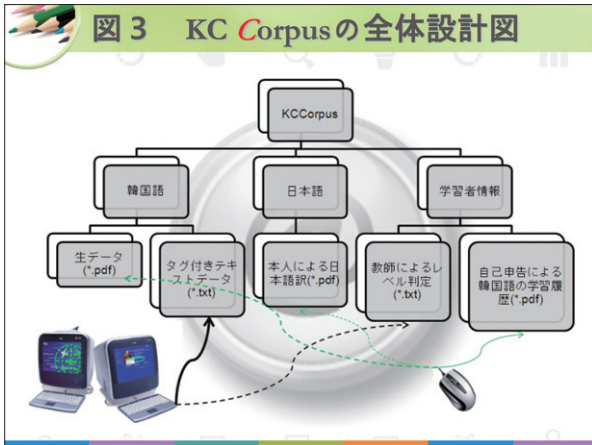 図３ KC Corpusの全体設計図
KCCorpus
韓国語
日本語
学習者情報
生データ
(*.pdf)
タグ付きテキ
ストデータ
(*.txt)
本人による日
本語訳(*.pdf)
教師によるレ
ベル判定
(*.txt)
自己申告による
韓国語の学習履
歴(*.pdf)